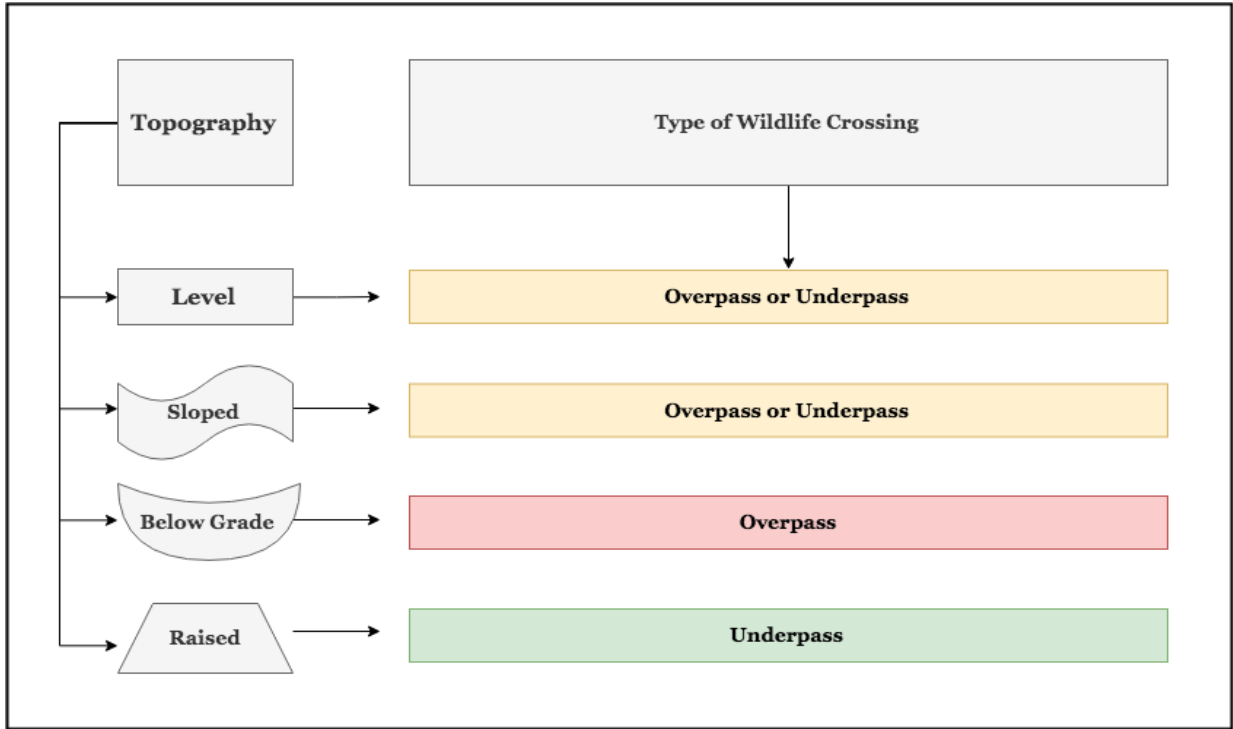 Topography
Type of Wildlife Crossing
Level
Overpass or Underpass
Sloped
Overpass or Underpass
Below Grade
Overpass
Raised
Underpass